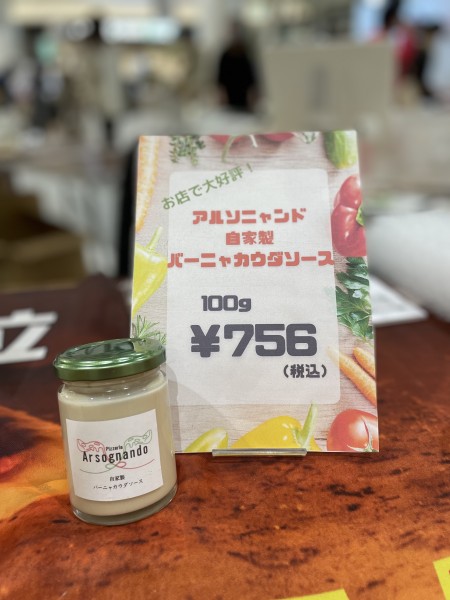 お店で大好評！
アルソニャンド
自家製
バーニャカウダソース
100g
¥756
(税込)
立
Pizzeria
Arsognando
自家製
バーニャカウダソース